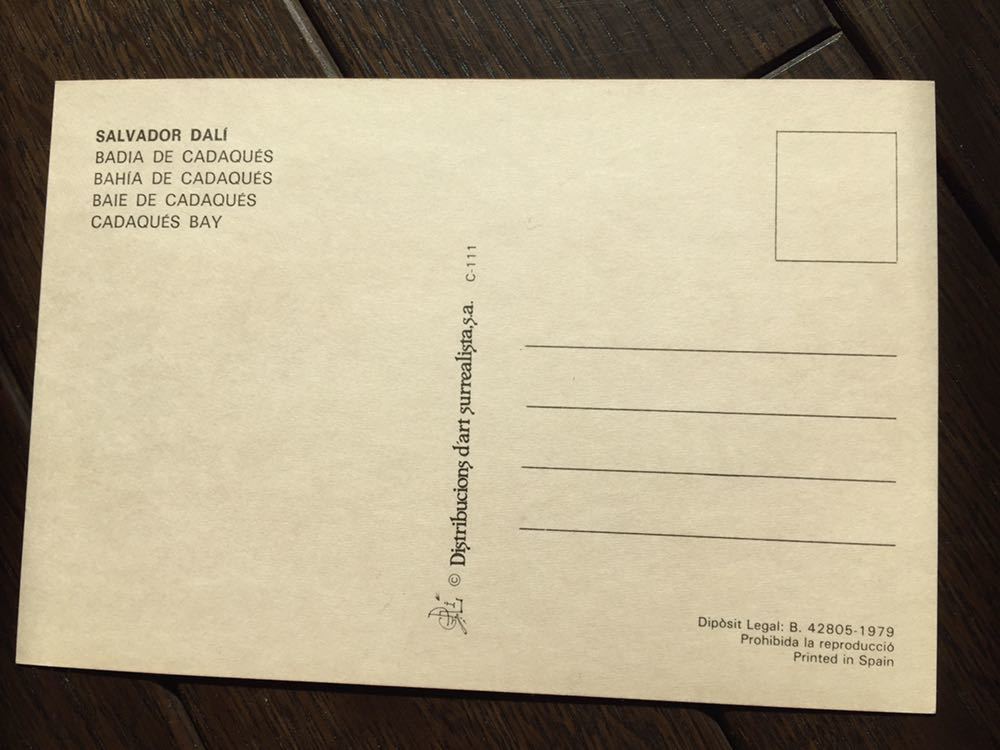 SALVADOR DALÍ
BADIA DE CADAQUÉS
BAHÍA DE CADAQUÉS
BAIE DE CADAQUÉS
CADAQUÉS BAY
© Distribucions d'art surrealista,s.a. C-111
Dipòsit Legal: B. 42805-1979
Prohibida la reproducció
Printed in Spain